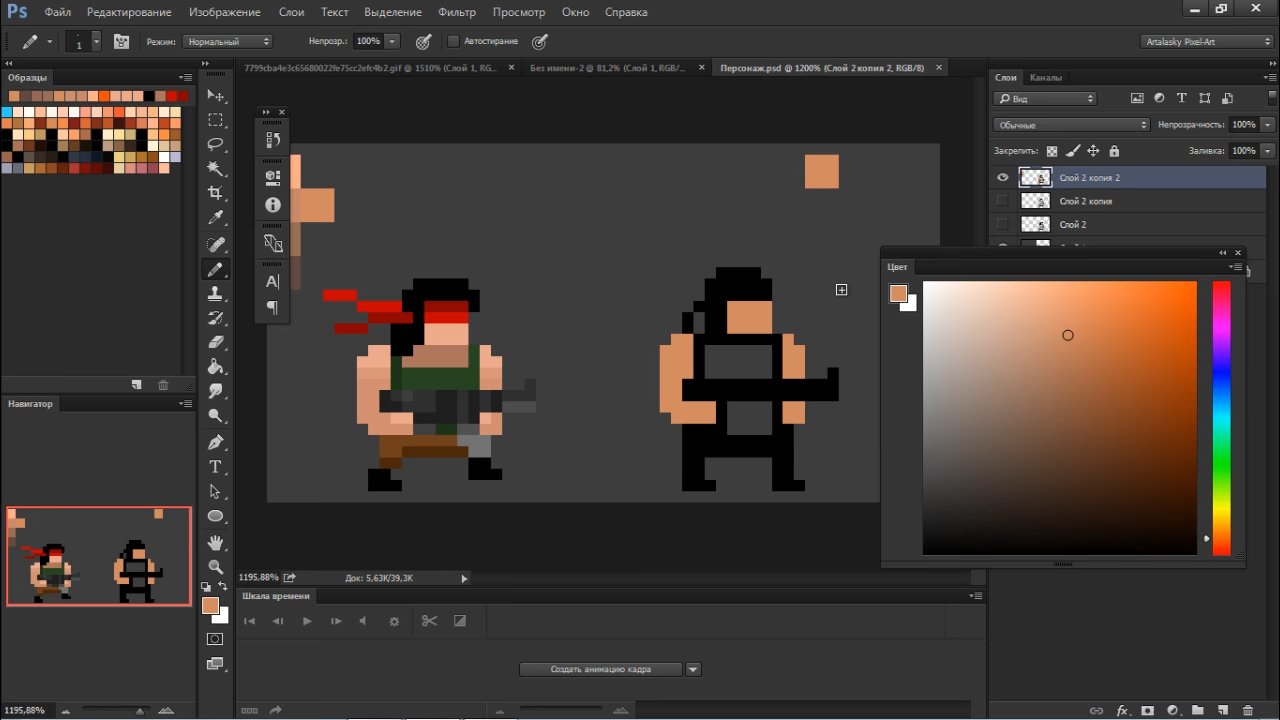 Ps Файл Изображение Слои Текст Выделение Фильтр Просмотр Окно Справка
1 Режим: Нормальный Непрозр.: 100% Автостирание Artalasky Pixel-Art
Образцы
7799cba4e3c65680022fe75cc2efc4b2.gif @ 1510% (Слой 1, RG...
Без имени-2 @ 81,2% (Слой 1, RGB/...
Персонаж.psd @ 1200% (Слой 2 копия 2, RGB/8)
Слои Каналы
Вид
Обычные Непрозрачность: 100%
Закрепить: Заливка: 100%
Слой 2 копия 2
Слой 2 копия
Слой 2
Цвет
Навигатор
1195,88% Док: 5,63K/39,3K
Шкала времени
Создать анимацию кадра
1195,88%